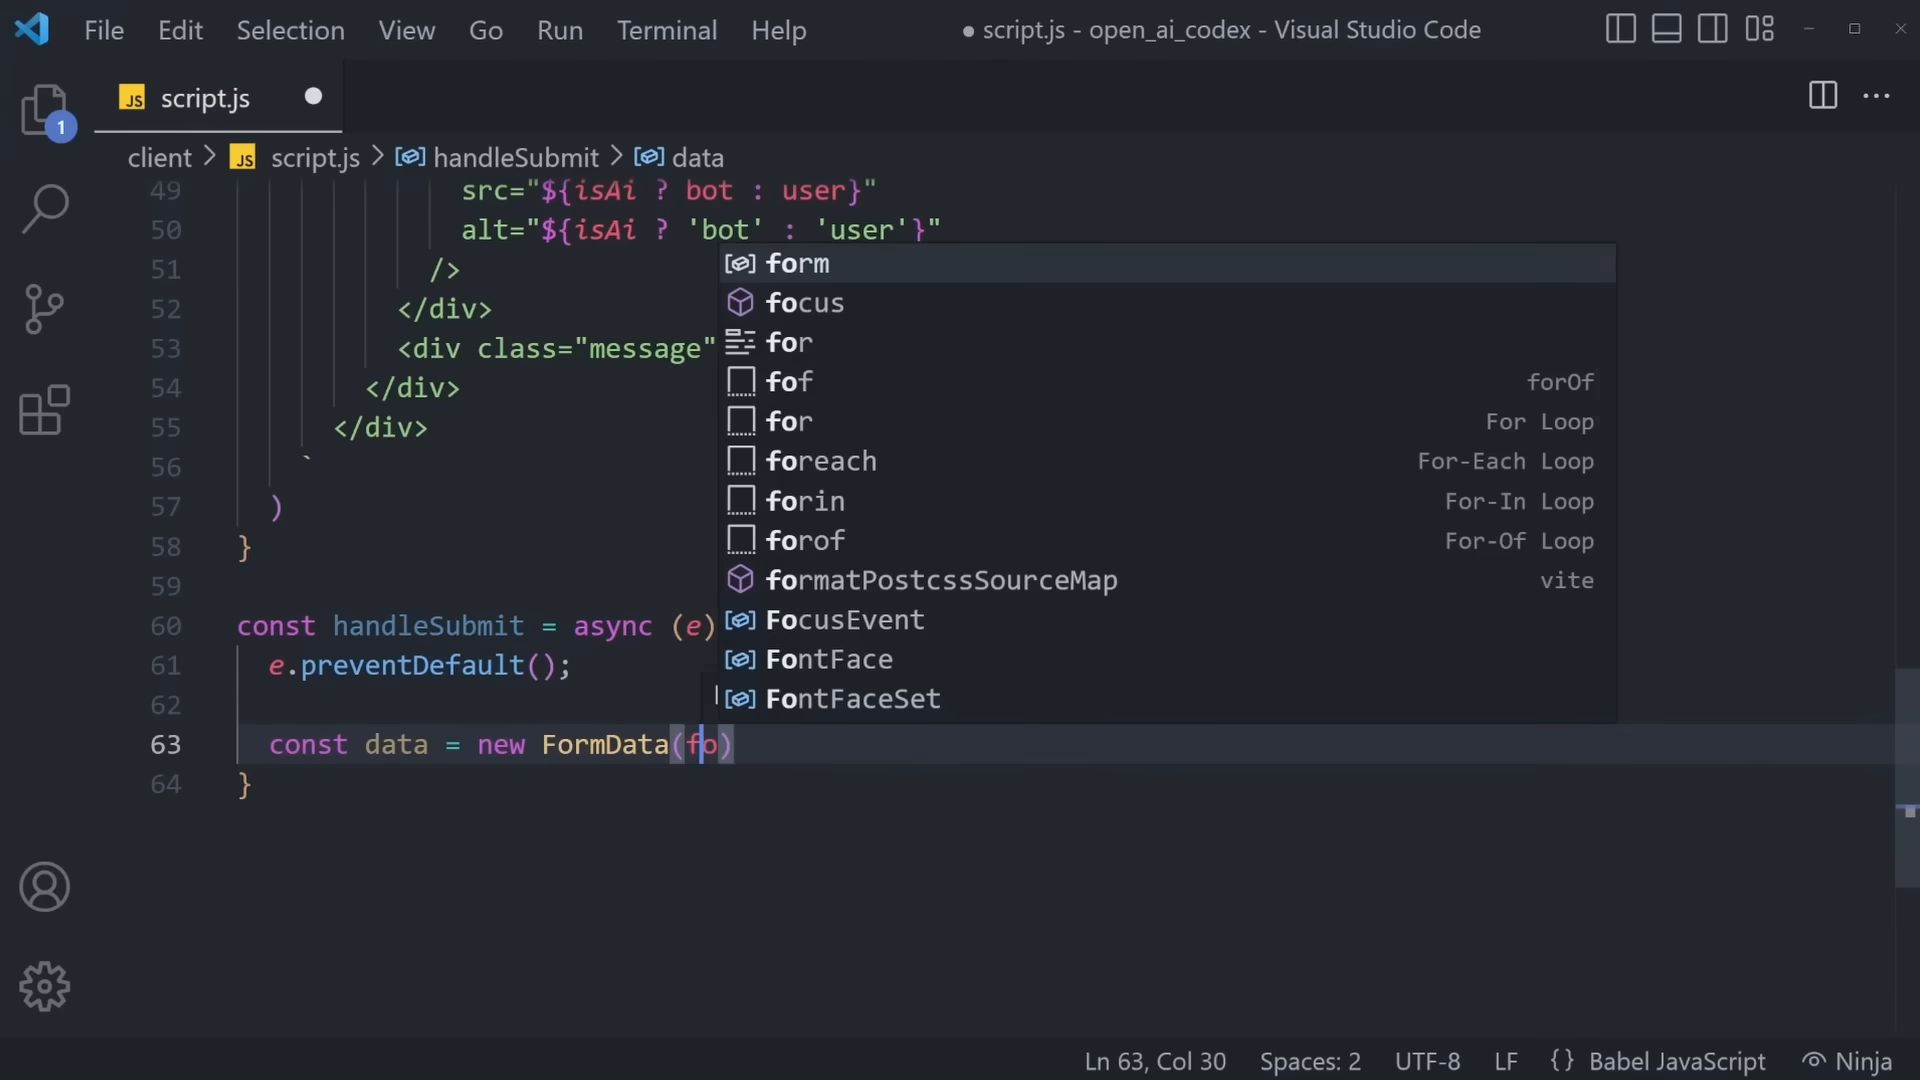 File Edit Selection View Go Run Terminal Help
● script.js - open_ai_codex - Visual Studio Code
JS script.js
1
client > JS script.js > handleSubmit > data
49 src="${isAi ? bot : user}"
50 alt="${isAi ? 'bot' : 'user'}"
51 />
52 </div>
53 <div class="message"
54 </div>
55 </div>
56 `
57 )
58 }
59
60 const handleSubmit = async (e)
61 e.preventDefault();
62
63 const data = new FormData(fo)
64 }
form
focus
for
fof forOf
for For Loop
foreach For-Each Loop
forin For-In Loop
forof For-Of Loop
formatPostcssSourceMap vite
FocusEvent
FontFace
FontFaceSet
Ln 63, Col 30 Spaces: 2 UTF-8 LF {} Babel JavaScript Ninja